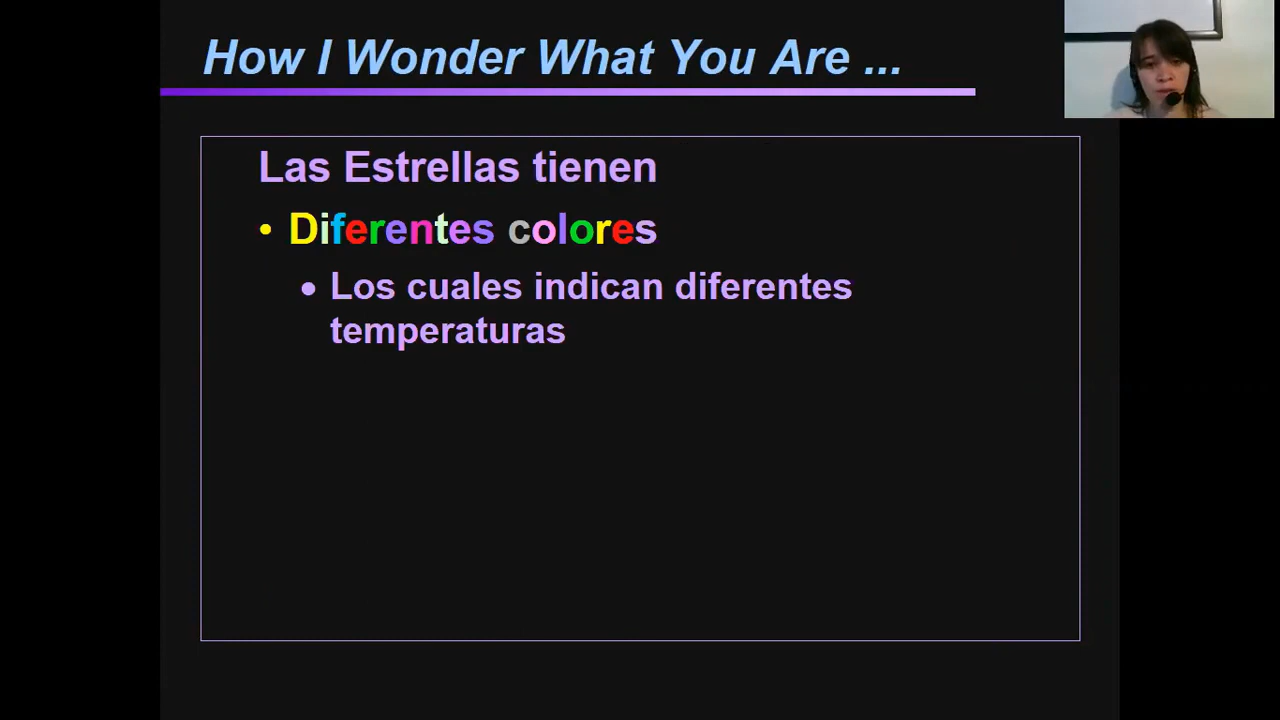 How I Wonder What You Are ...
Las Estrellas tienen
• Diferentes colores
• Los cuales indican diferentes
temperaturas